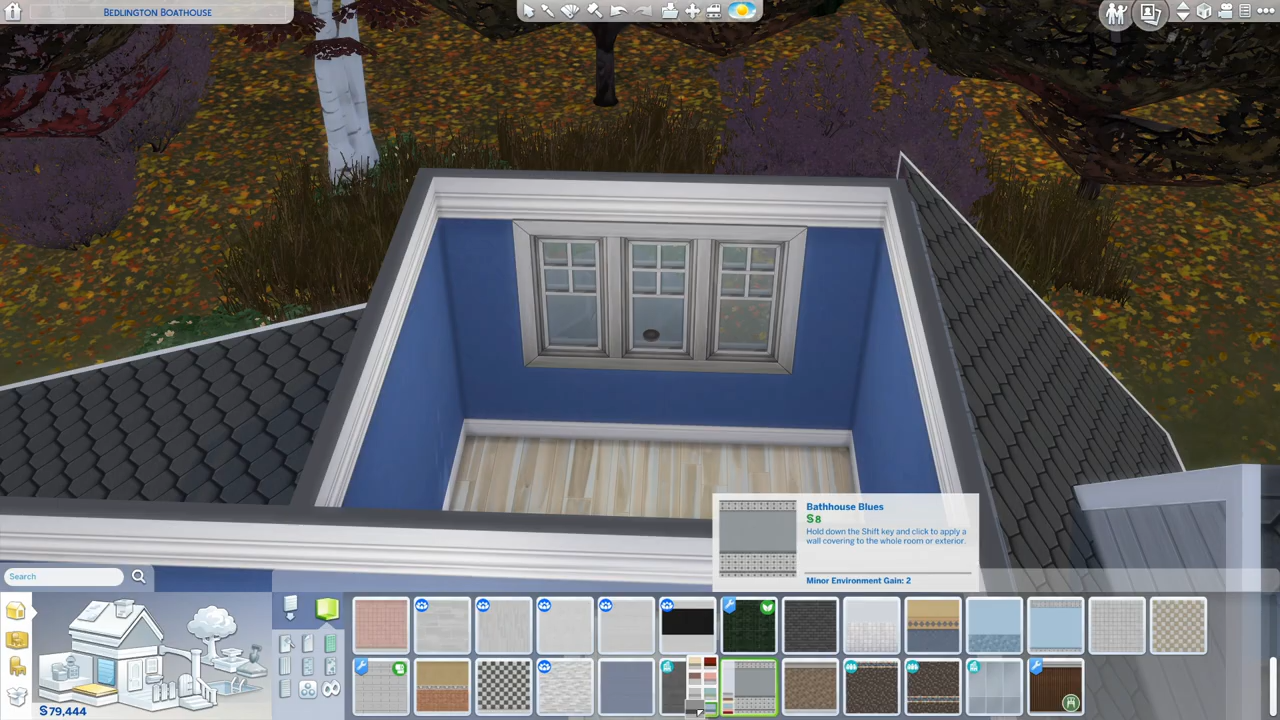 Bedlington Boathouse
Bathhouse Blues
§8
Hold down the Shift key and click to apply a
wall covering to the whole room or exterior.
Minor Environment Gain: 2
Search
§79,444